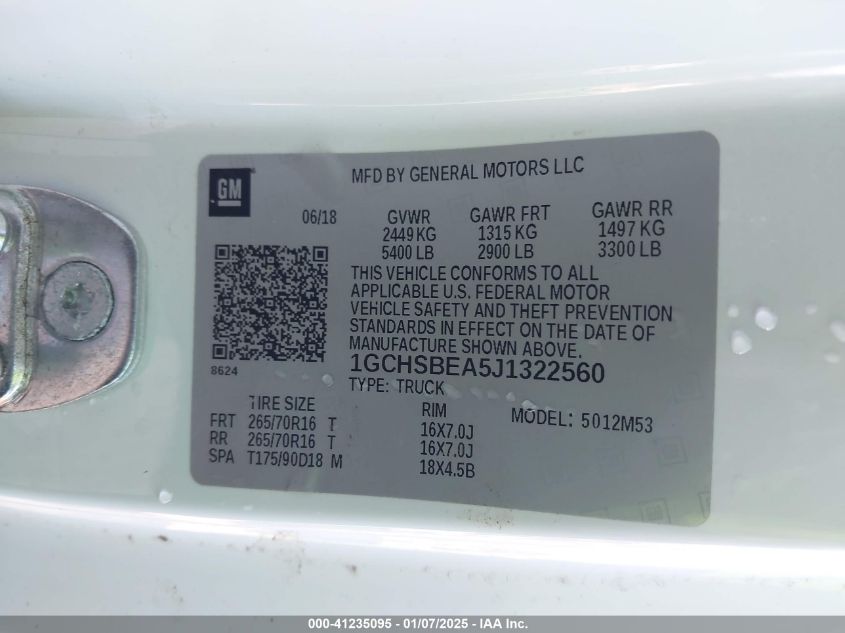 GM
MFD BY GENERAL MOTORS LLC
06/18
GVWR GAWR FRT GAWR RR
2449 KG 1315 KG 1497 KG
5400 LB 2900 LB 3300 LB
THIS VEHICLE CONFORMS TO ALL
APPLICABLE U.S. FEDERAL MOTOR
VEHICLE SAFETY AND THEFT PREVENTION
STANDARDS IN EFFECT ON THE DATE OF
MANUFACTURE SHOWN ABOVE.
8624
1GCHSBEA5J1322560
TYPE: TRUCK
TIRE SIZE RIM MODEL: 5012M53
FRT 265/70R16 T 16X7.0J
RR 265/70R16 T 16X7.0J
SPA T175/90D18 M 18X4.5B
000-41235095 - 01/07/2025 - IAA Inc.